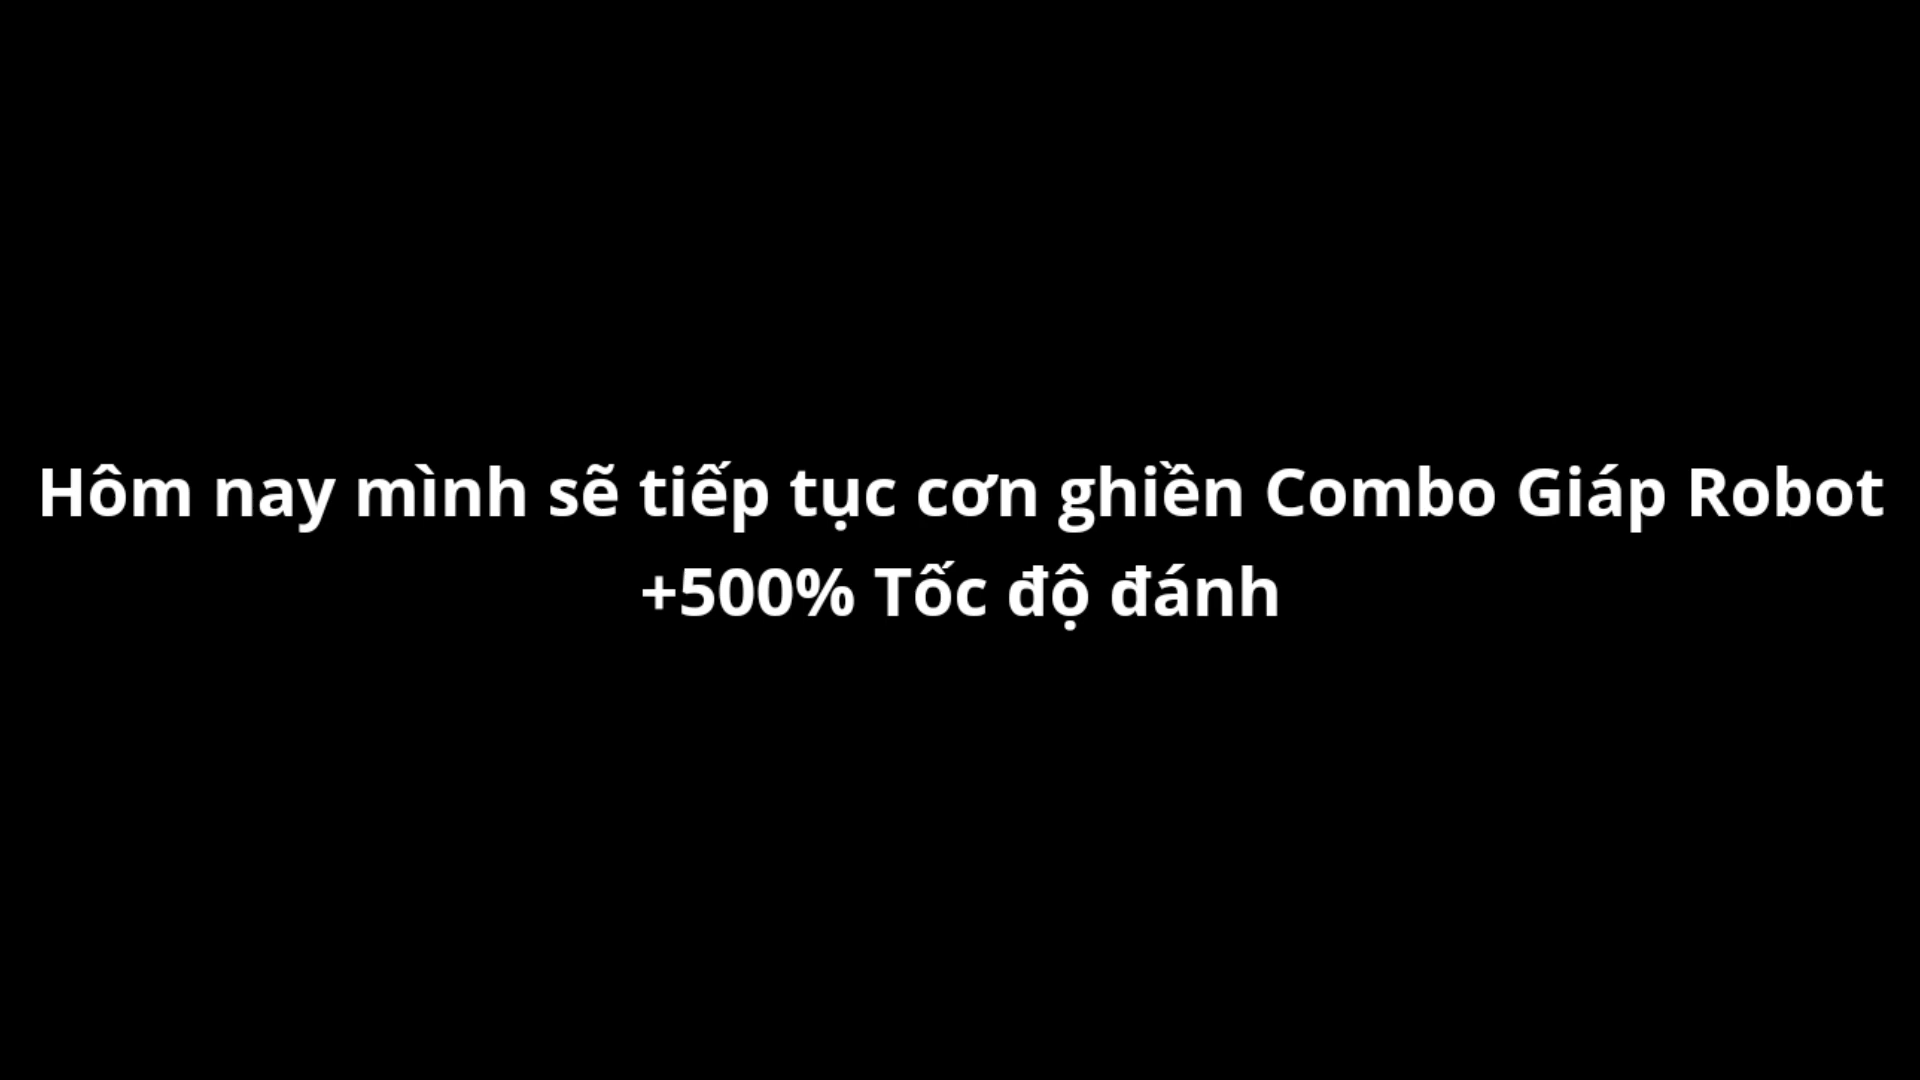 Hôm nay mình sẽ tiếp tục cơn ghiền Combo Giáp Robot
+500% Tốc độ đánh